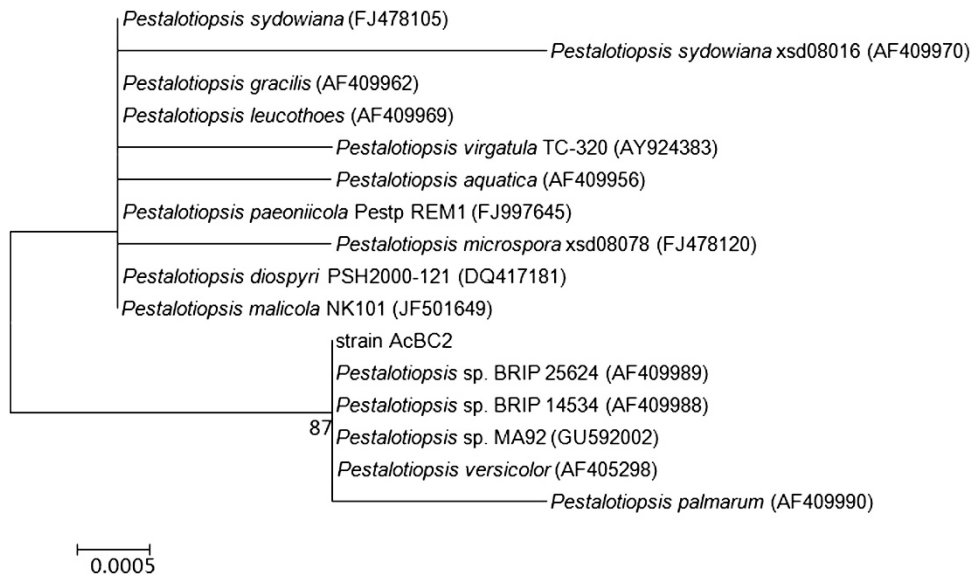 Pestalotiopsis sydowiana (FJ478105)
Pestalotiopsis sydowiana xsd08016 (AF409970)
Pestalotiopsis gracilis (AF409962)
Pestalotiopsis leucothoes (AF409969)
Pestalotiopsis virgatula TC-320 (AY924383)
Pestalotiopsis aquatica (AF409956)
Pestalotiopsis paeoniicola Pestp REM1 (FJ997645)
Pestalotiopsis microspora xsd08078 (FJ478120)
Pestalotiopsis diospyri PSH2000-121 (DQ417181)
Pestalotiopsis malicola NK101 (JF501649)
strain AcBC2
Pestalotiopsis sp. BRIP 25624 (AF409989)
Pestalotiopsis sp. BRIP 14534 (AF409988)
87
Pestalotiopsis sp. MA92 (GU592002)
Pestalotiopsis versicolor (AF405298)
Pestalotiopsis palmarum (AF409990)
0.0005